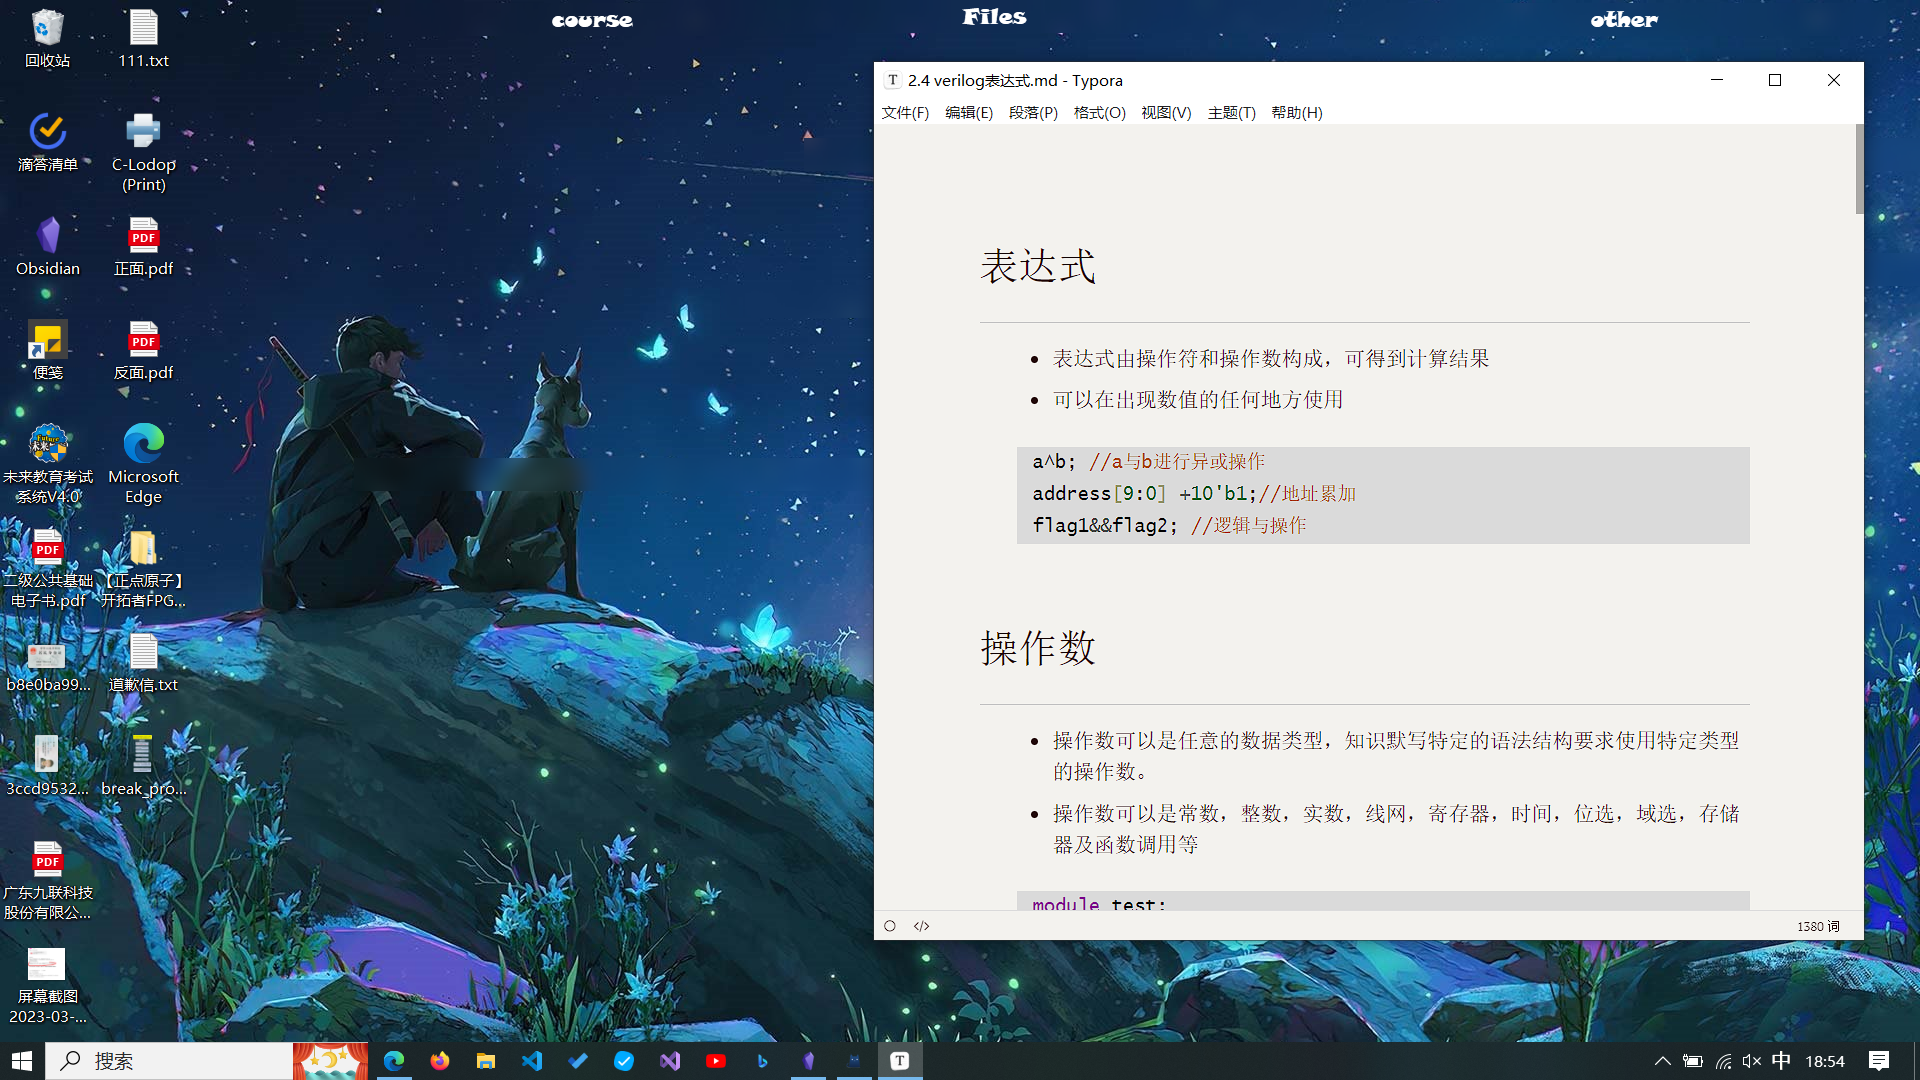 course
Files
other
回收站
111.txt
滴答清单
C-Lodop
(Print)
Obsidian
正面.pdf
便笺
反面.pdf
未来教育考试
系统V4.0
Microsoft
Edge
二级公共基础
电子书.pdf
【正点原子】
开拓者FPG...
b8e0ba99...
道歉信.txt
3ccd9532...
break_pro...
广东九联科技
股份有限公...
屏幕截图
2023-03-...
2.4 verilog表达式.md - Typora
文件(F) 编辑(E) 段落(P) 格式(O) 视图(V) 主题(T) 帮助(H)
表达式
表达式由操作符和操作数构成，可得到计算结果
可以在出现数值的任何地方使用
a^b; //a与b进行异或操作
address[9:0] +10'b1;//地址累加
flag1&&flag2; //逻辑与操作
操作数
操作数可以是任意的数据类型，知识默写特定的语法结构要求使用特定类型
的操作数。
操作数可以是常数，整数，实数，线网，寄存器，时间，位选，域选，存储
器及函数调用等
module test;
1380 词
搜索
中
18:54